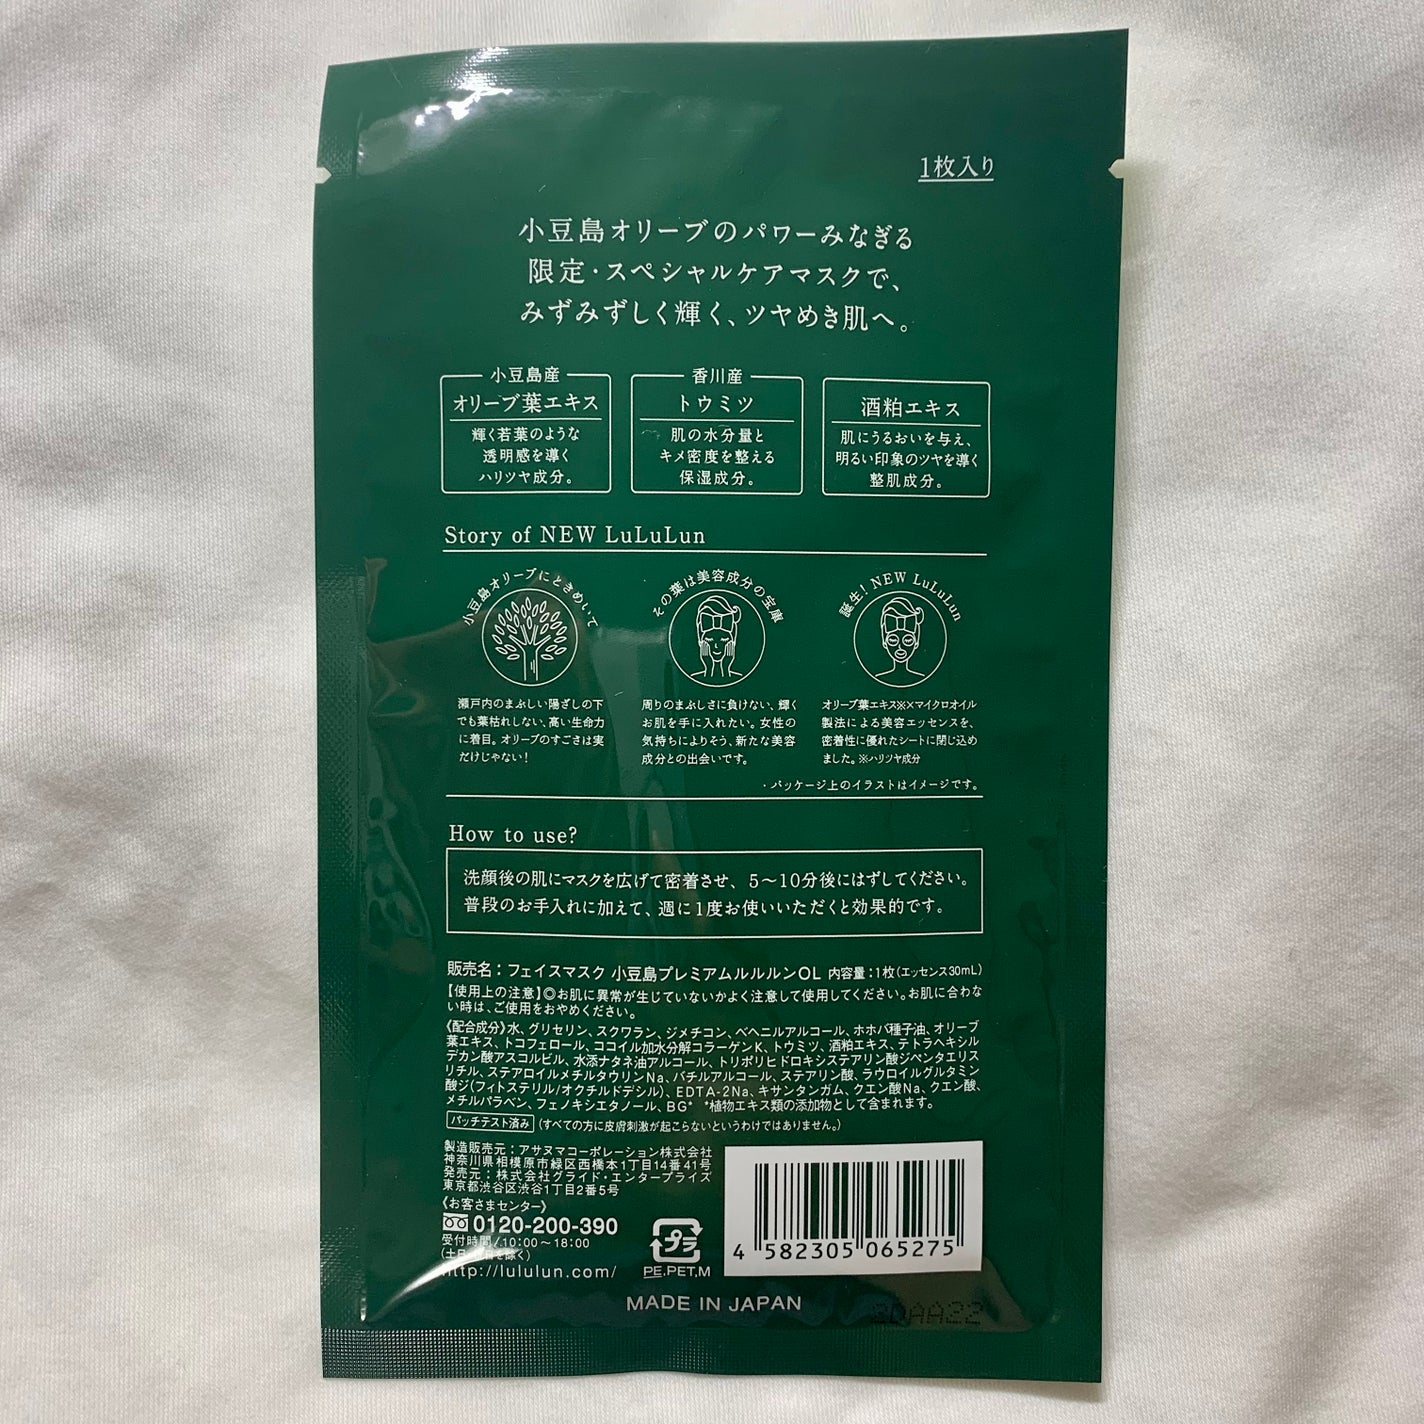 1枚入り
小豆島オリーブのパワーみなぎる
限定・スペシャルケアマスクで、
みずみずしく輝く、ツヤめき肌へ。
小豆島産
オリーブ葉エキス
輝く若葉のような
透明感を導く
ハリツヤ成分。
香川産
トウミツ
肌の水分量と
キメ密度を整える
保湿成分。
酒粕エキス
肌にうるおいを与え、
明るい印象のツヤを導く
整肌成分。
Story of NEW LuLuLun
小豆島オリーブにときめいて
瀬戸内のまぶしい陽ざしの下
でも葉枯れしない、高い生命力
に着目。オリーブのすごさは実
だけじゃない！
その葉は美容成分の宝庫
周りのまぶしさに負けない、輝く
お肌を手に入れたい。女性の
気持ちによりそう、新たな美容
成分との出会いです。
誕生！NEW LuLuLun
オリーブ葉エキス※×マイクロオイル
製法による美容エッセンスを、
密着性に優れたシートに閉じ込め
ました。※ハリツヤ成分
・パッケージ上のイラストはイメージです。
How to use?
洗顔後の肌にマスクを広げて密着させ、5～10分後にはずしてください。
普段のお手入れに加えて、週に1度お使いいただくと効果的です。
販売名：フェイスマスク 小豆島プレミアムルルルンOL 内容量：1枚(エッセンス30mL)
【使用上の注意】◎お肌に異常が生じていないかよく注意して使用してください。お肌に合わな
い時は、ご使用をおやめください。
《配合成分》水、グリセリン、スクワラン、ジメチコン、ベヘニルアルコール、ホホバ種子油、オリーブ
葉エキス、トコフェロール、ココイル加水分解コラーゲンK、トウミツ、酒粕エキス、テトラヘキシル
デカン酸アスコルビル、水添ナタネ油アルコール、トリポリヒドロキシステアリン酸ジペンタエリス
リチル、ステアロイルメチルタウリンNa、バチルアルコール、ステアリン酸、ラウロイルグルタミン
酸ジ(フィトステリル/オクチルドデシル)、EDTA-2Na、キサンタンガム、クエン酸Na、クエン酸、
メチルパラベン、フェノキシエタノール、BG* *植物エキス類の添加物として含まれます。
パッチテスト済み (すべての方に皮膚刺激が起こらないというわけではありません。)
製造販売元：アサヌマコーポレーション株式会社
神奈川県相模原市緑区西橋本1丁目14番41号
発売元：株式会社グライド・エンタープライズ
東京都渋谷区渋谷1丁目2番5号
《お客さまセンター》
0120-200-390
受付時間/10:00～18:00
(土日・祝日を除く)
http://lululun.com/
プラ
PE.PET,M
4 582305 065275
MADE IN JAPAN
2DAA22